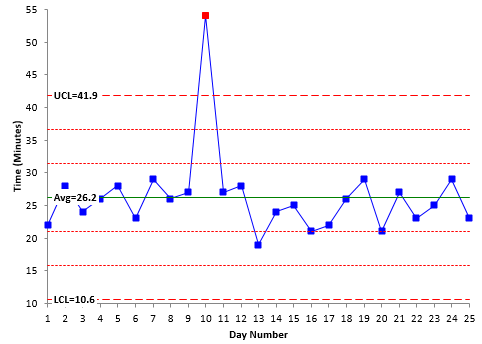 55
50
45
UCL=41.9
40
35
30
Time (Minutes)
Avg=26.2
25
20
15
LCL=10.6
10
1 2 3 4 5 6 7 8 9 10 11 12 13 14 15 16 17 18 19 20 21 22 23 24 25
Day Number